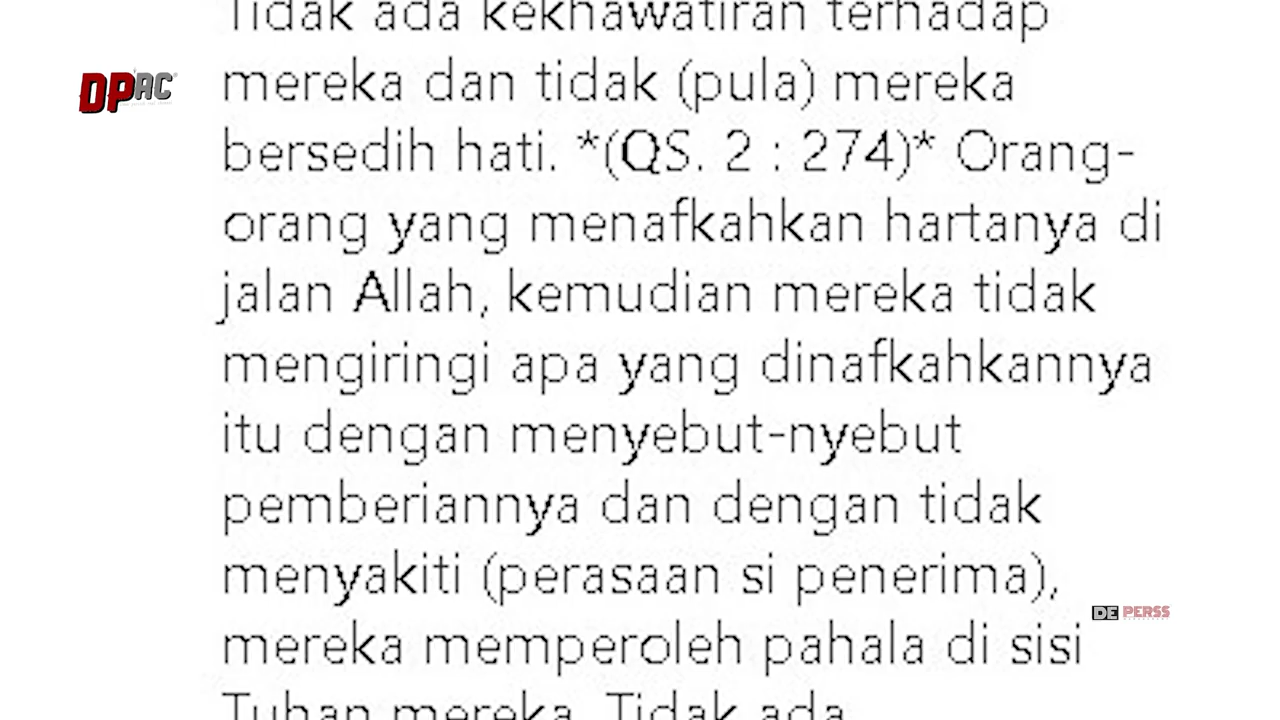 Tidak ada kekhawatiran terhadap
DPAC
mereka dan tidak (pula) mereka
bersedih hati. *(QS. 2 : 274)* Orang-
orang yang menafkahkan hartanya di
jalan Allah, kemudian mereka tidak
mengiringi apa yang dinafkahkannya
itu dengan menyebut-nyebut
pemberiannya dan dengan tidak
menyakiti (perasaan si penerima),
DE PERSS
mereka memperoleh pahala di sisi
Tuhan mereka. Tidak ada